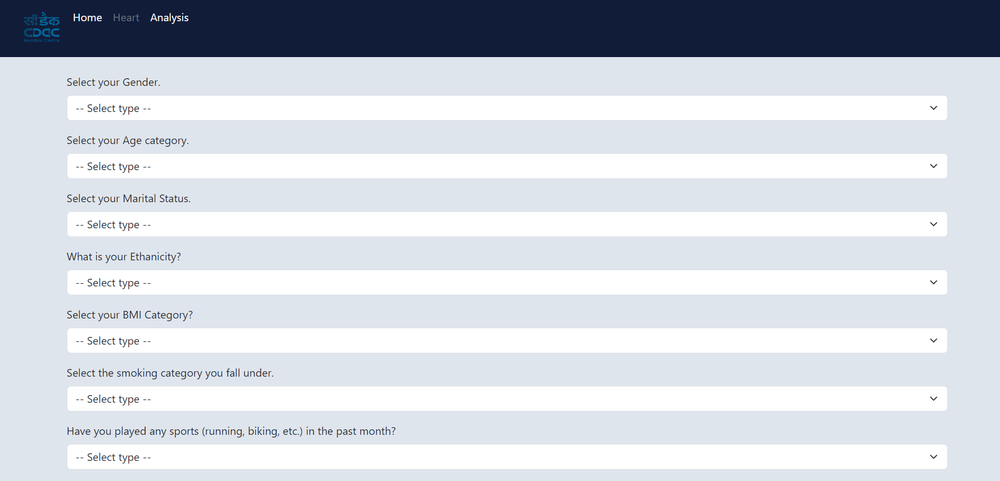 सी डैक
CDCC
Mumbai Centre
Home Heart Analysis
Select your Gender.
-- Select type --
Select your Age category.
-- Select type --
Select your Marital Status.
-- Select type --
What is your Ethanicity?
-- Select type --
Select your BMI Category?
-- Select type --
Select the smoking category you fall under.
-- Select type --
Have you played any sports (running, biking, etc.) in the past month?
-- Select type --